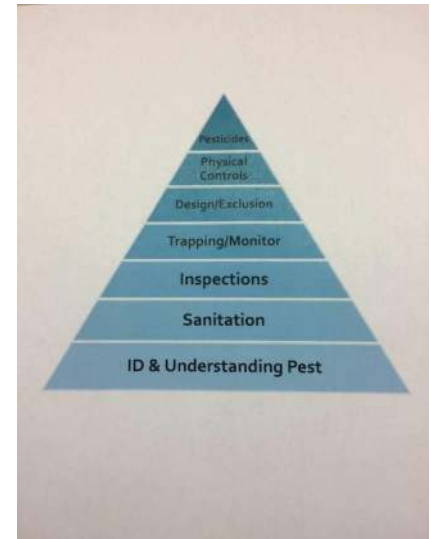 Pesticides
Physical
Controls
Design/Exclusion
Trapping/Monitor
Inspections
Sanitation
ID & Understanding Pest